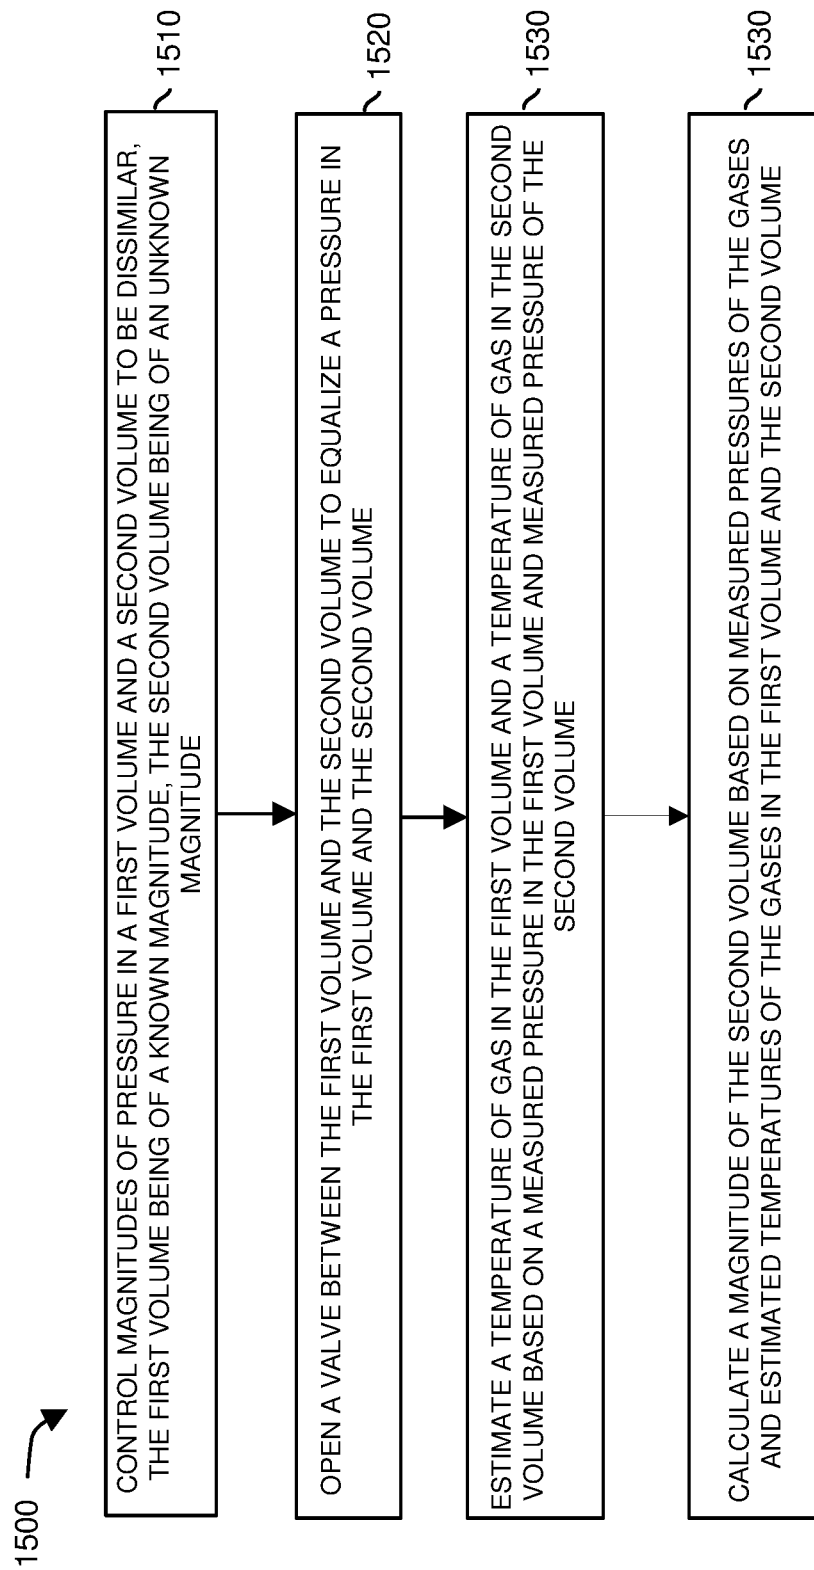 1500
CONTROL MAGNITUDES OF PRESSURE IN A FIRST VOLUME AND A SECOND VOLUME TO BE DISSIMILAR,
THE FIRST VOLUME BEING OF A KNOWN MAGNITUDE, THE SECOND VOLUME BEING OF AN UNKNOWN
MAGNITUDE
1510
OPEN A VALVE BETWEEN THE FIRST VOLUME AND THE SECOND VOLUME TO EQUALIZE A PRESSURE IN
THE FIRST VOLUME AND THE SECOND VOLUME
1520
ESTIMATE A TEMPERATURE OF GAS IN THE FIRST VOLUME AND A TEMPERATURE OF GAS IN THE SECOND
VOLUME BASED ON A MEASURED PRESSURE IN THE FIRST VOLUME AND MEASURED PRESSURE OF THE
SECOND VOLUME
1530
CALCULATE A MAGNITUDE OF THE SECOND VOLUME BASED ON MEASURED PRESSURES OF THE GASES
AND ESTIMATED TEMPERATURES OF THE GASES IN THE FIRST VOLUME AND THE SECOND VOLUME
1530